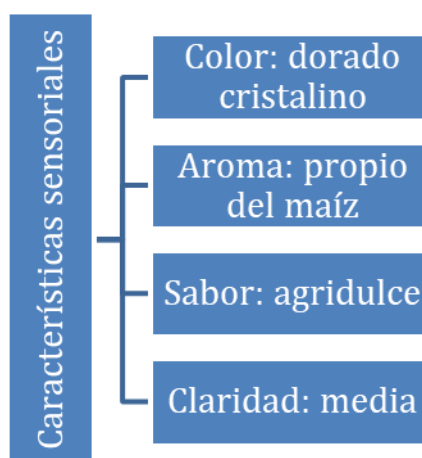 Características sensoriales
Color: dorado
cristalino
Aroma: propio
del maíz
Sabor: agridulce
Claridad: media